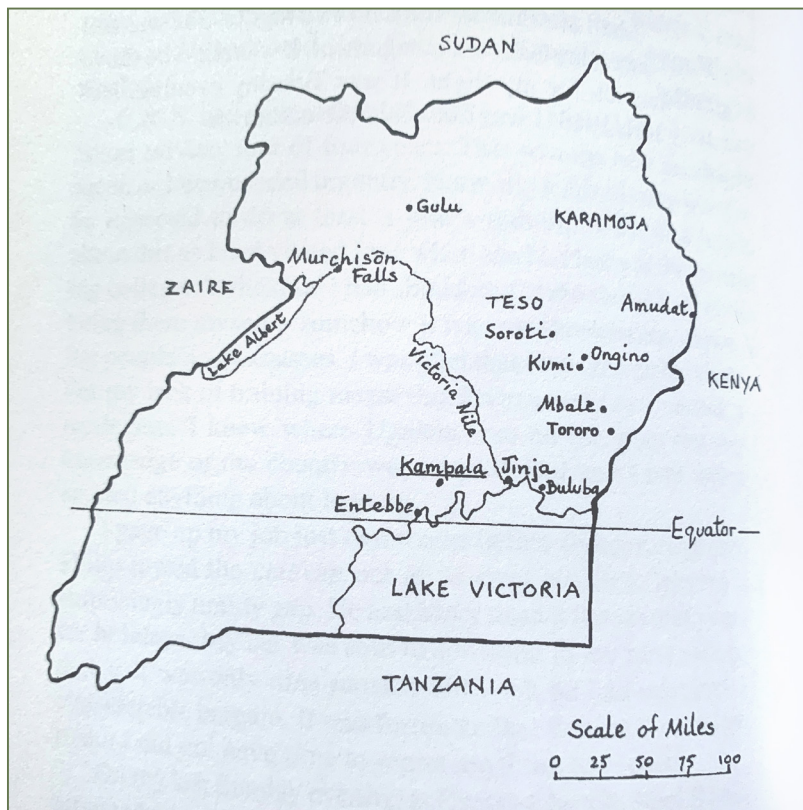 SUDAN
Gulu
KARAMOJA
Murchison
Falls
ZAIRE
TESO
Amudat
Lake Albert
Soroti
Ongino
Kumi
KENYA
Victoria Nile
Mbale
Tororo
Kampala
Jinja
Buluba
Entebbe
Equator
LAKE VICTORIA
TANZANIA
Scale of Miles
0 25 50 75 100